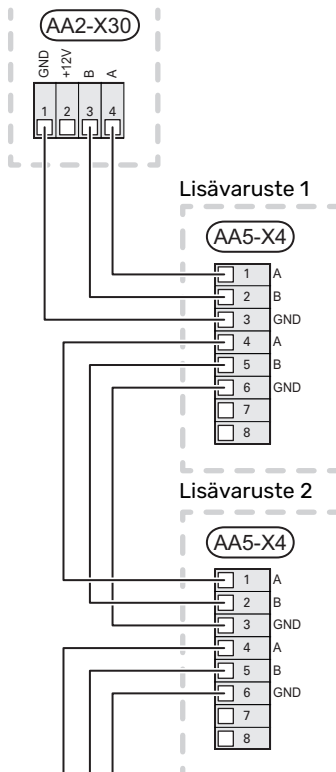 AA2-X30
GND +12V B A
1 2 3 4
Lisävaruste 1
AA5-X4
1 A
2 B
3 GND
4 A
5 B
6 GND
7
8
Lisävaruste 2
AA5-X4
1 A
2 B
3 GND
4 A
5 B
6 GND
7
8